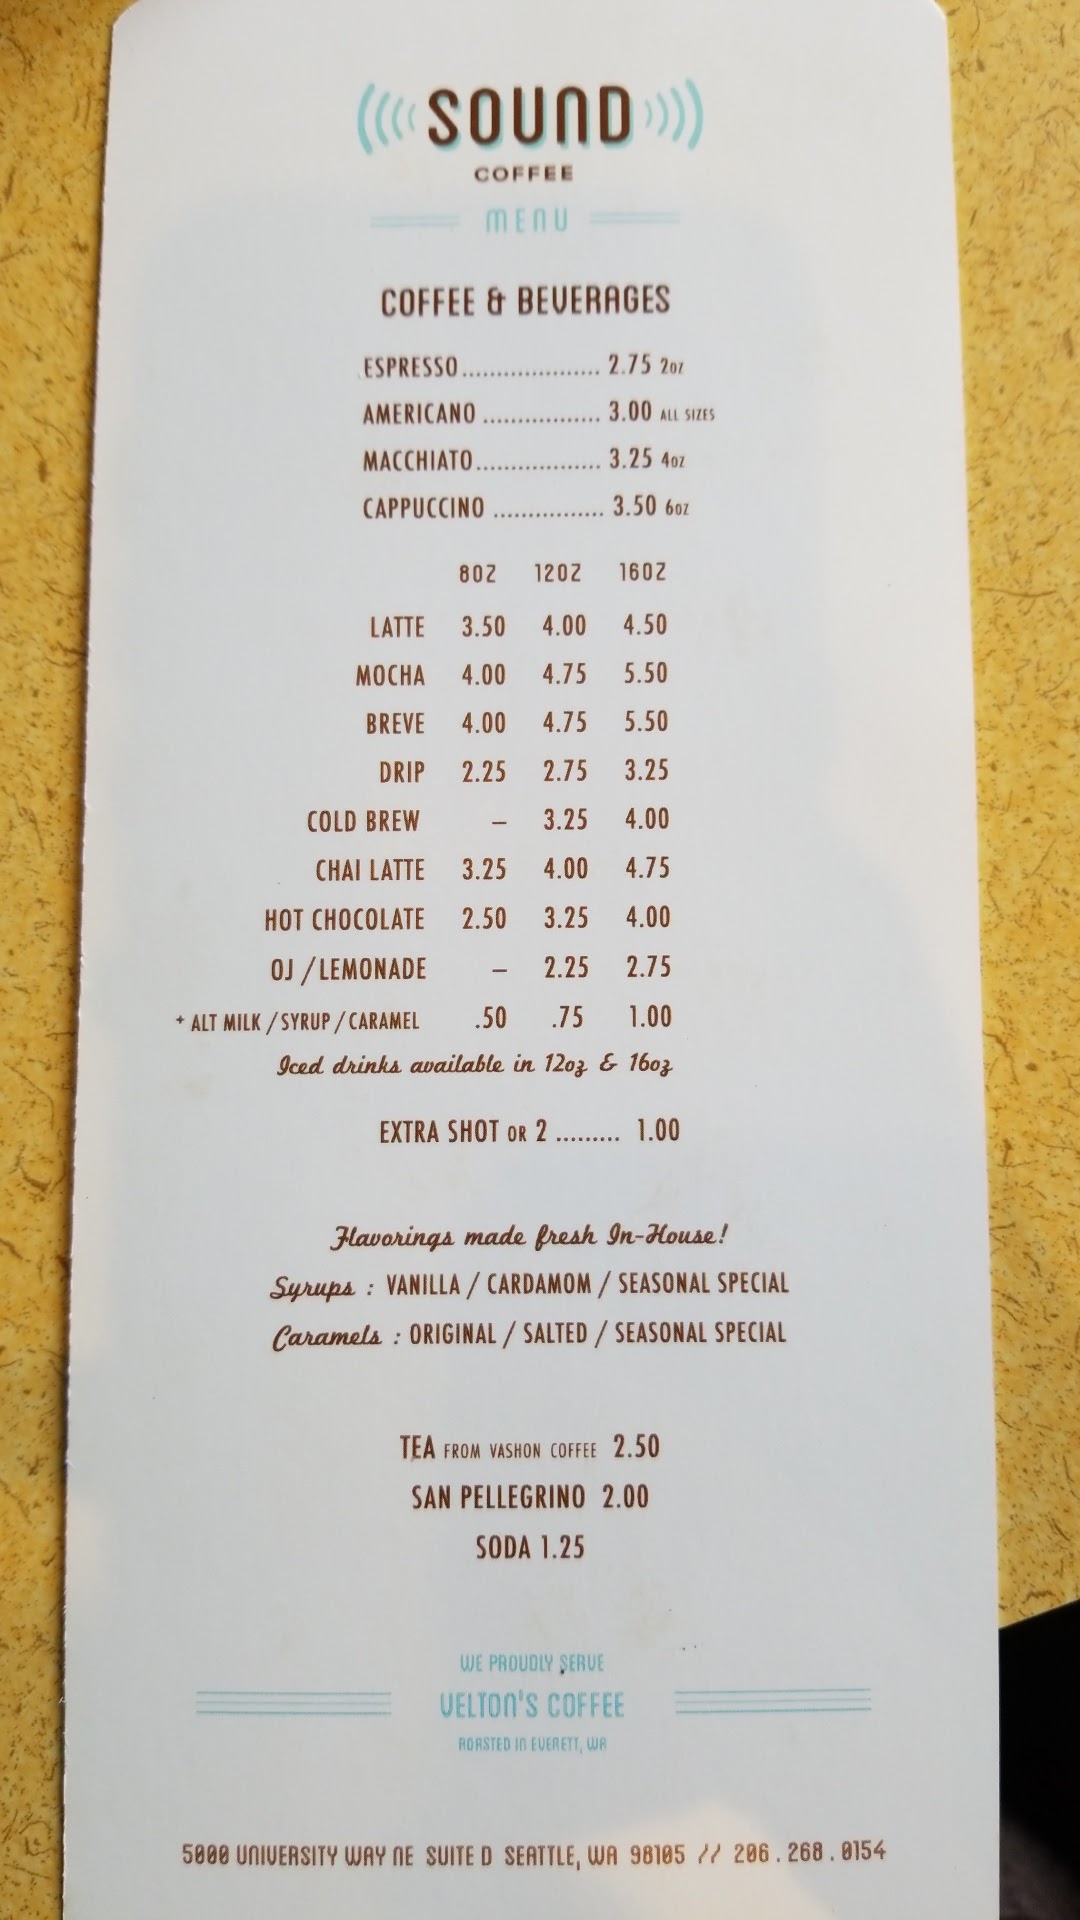 SOUND
COFFEE
MENU
COFFEE & BEVERAGES
ESPRESSO.................... 2.75 2oz
AMERICANO ................. 3.00 ALL SIZES
MACCHIATO.................. 3.25 4oz
CAPPUCCINO ................ 3.50 6oz
8OZ 12OZ 16OZ
LATTE 3.50 4.00 4.50
MOCHA 4.00 4.75 5.50
BREVE 4.00 4.75 5.50
DRIP 2.25 2.75 3.25
COLD BREW – 3.25 4.00
CHAI LATTE 3.25 4.00 4.75
HOT CHOCOLATE 2.50 3.25 4.00
OJ / LEMONADE – 2.25 2.75
+ ALT MILK / SYRUP / CARAMEL .50 .75 1.00
Iced drinks available in 12oz & 16oz
EXTRA SHOT OR 2 ......... 1.00
Flavorings made fresh In-House!
Syrups : VANILLA / CARDAMOM / SEASONAL SPECIAL
Caramels : ORIGINAL / SALTED / SEASONAL SPECIAL
TEA FROM VASHON COFFEE 2.50
SAN PELLEGRINO 2.00
SODA 1.25
WE PROUDLY SERVE
VELTON'S COFFEE
ROASTED IN EVERETT, WA
5000 UNIVERSITY WAY NE SUITE D SEATTLE, WA 98105 // 206.268.0154